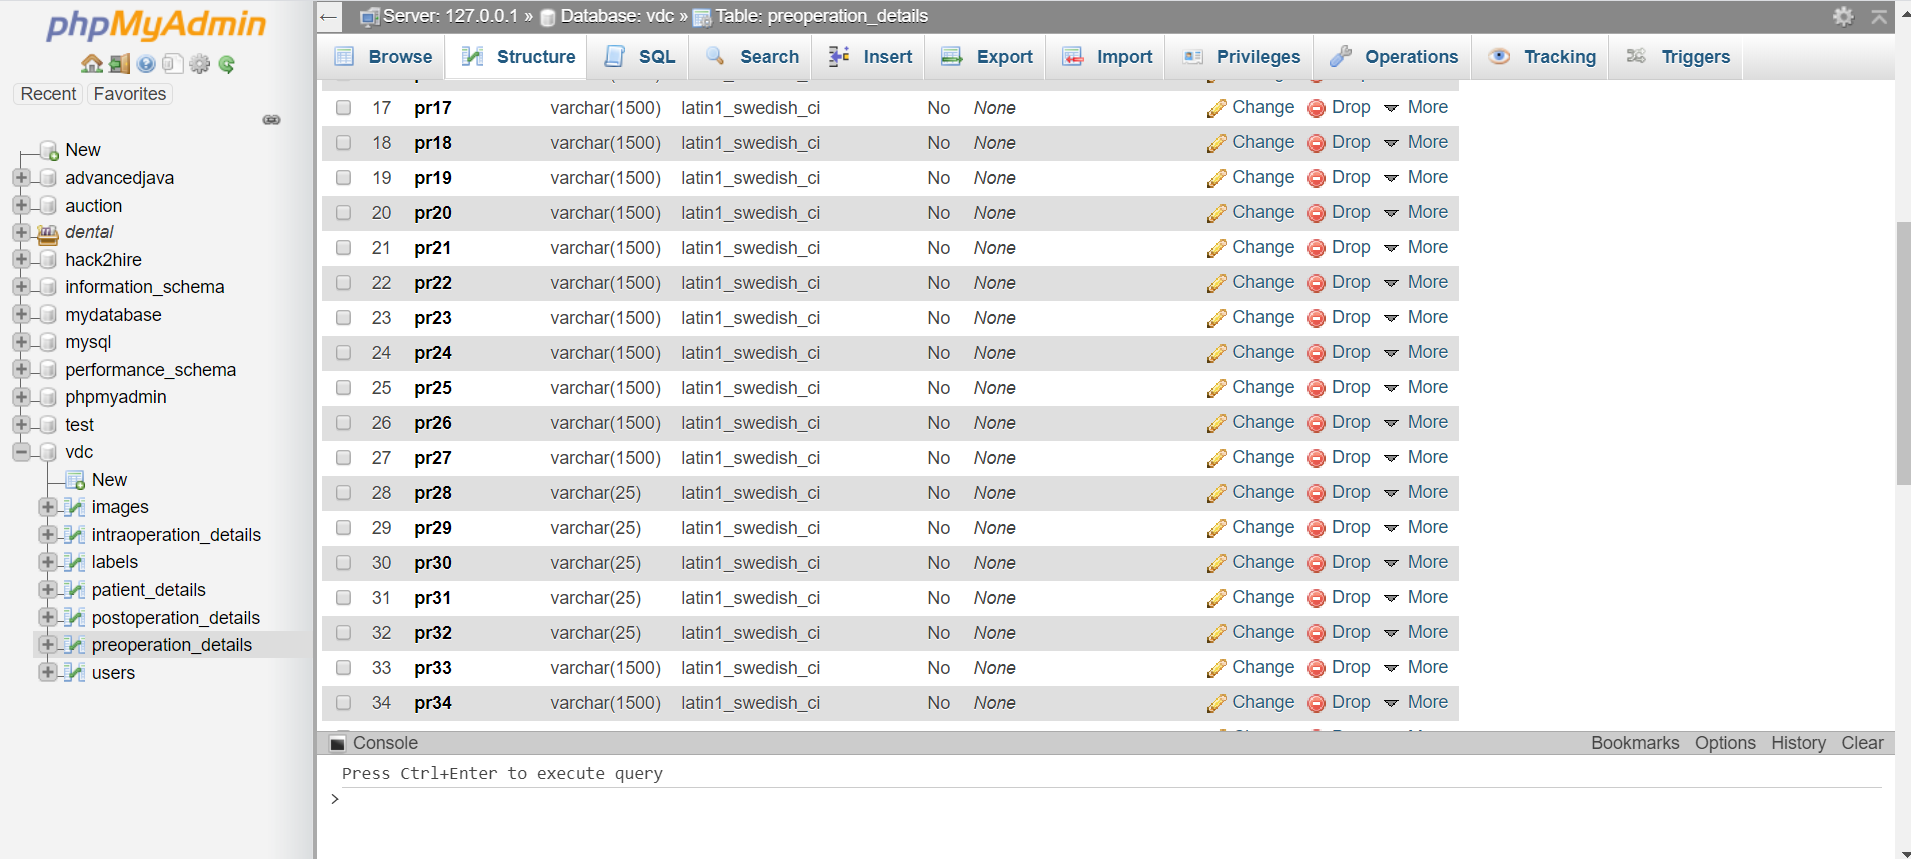 phpMyAdmin
Recent Favorites
New
advancedjava
auction
dental
hack2hire
information_schema
mydatabase
mysql
performance_schema
phpmyadmin
test
vdc
New
images
intraoperation_details
labels
patient_details
postoperation_details
preoperation_details
users
Server: 127.0.0.1 » Database: vdc » Table: preoperation_details
Browse Structure SQL Search Insert Export Import Privileges Operations Tracking Triggers
17 pr17 varchar(1500) latin1_swedish_ci No None Change Drop More
18 pr18 varchar(1500) latin1_swedish_ci No None Change Drop More
19 pr19 varchar(1500) latin1_swedish_ci No None Change Drop More
20 pr20 varchar(1500) latin1_swedish_ci No None Change Drop More
21 pr21 varchar(1500) latin1_swedish_ci No None Change Drop More
22 pr22 varchar(1500) latin1_swedish_ci No None Change Drop More
23 pr23 varchar(1500) latin1_swedish_ci No None Change Drop More
24 pr24 varchar(1500) latin1_swedish_ci No None Change Drop More
25 pr25 varchar(1500) latin1_swedish_ci No None Change Drop More
26 pr26 varchar(1500) latin1_swedish_ci No None Change Drop More
27 pr27 varchar(1500) latin1_swedish_ci No None Change Drop More
28 pr28 varchar(25) latin1_swedish_ci No None Change Drop More
29 pr29 varchar(25) latin1_swedish_ci No None Change Drop More
30 pr30 varchar(25) latin1_swedish_ci No None Change Drop More
31 pr31 varchar(25) latin1_swedish_ci No None Change Drop More
32 pr32 varchar(25) latin1_swedish_ci No None Change Drop More
33 pr33 varchar(1500) latin1_swedish_ci No None Change Drop More
34 pr34 varchar(1500) latin1_swedish_ci No None Change Drop More
Console Bookmarks Options History Clear
Press Ctrl+Enter to execute query
>